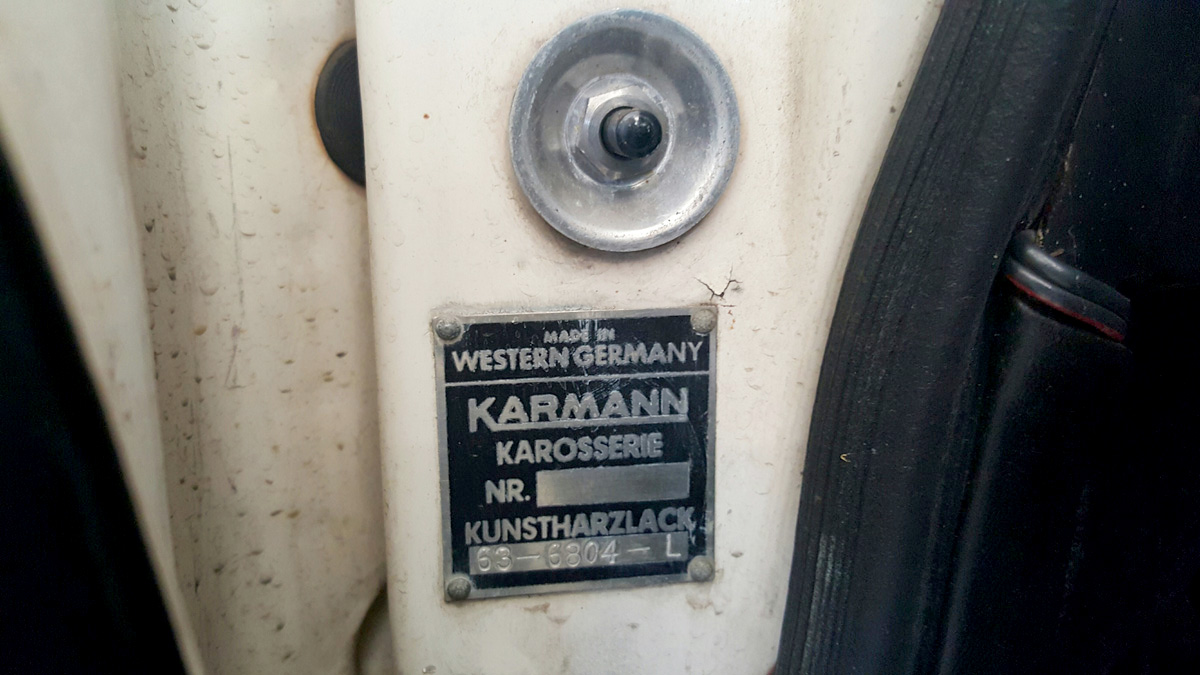 MADE IN
WESTERN GERMANY
KARMANN
KAROSSERIE
NR.
KUNSTHARZLACK
63-6804-L